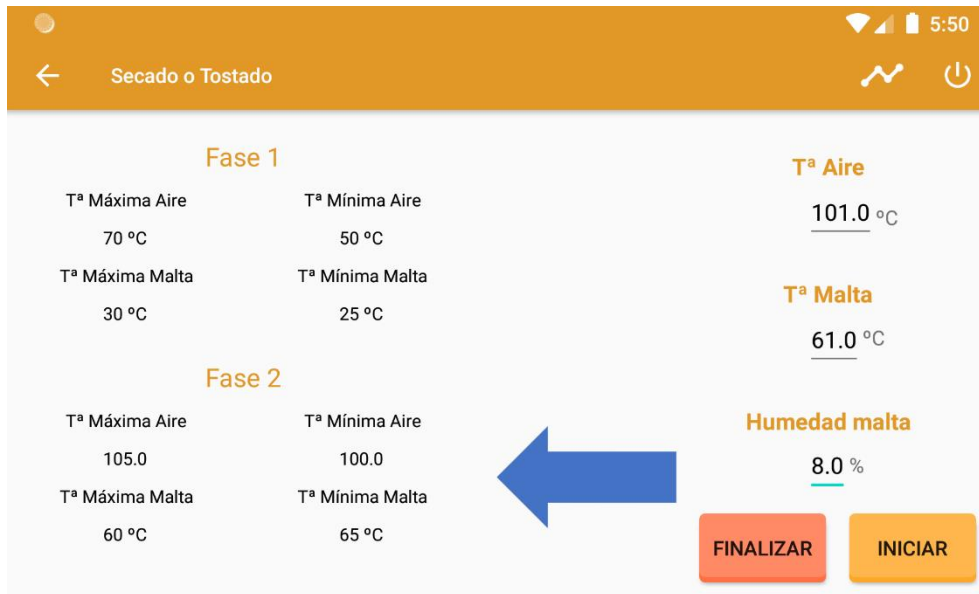 5:50
Secado o Tostado
Fase 1
Tª Máxima Aire Tª Mínima Aire
70 ºC 50 ºC
Tª Máxima Malta Tª Mínima Malta
30 ºC 25 ºC
Fase 2
Tª Máxima Aire Tª Mínima Aire
105.0 100.0
Tª Máxima Malta Tª Mínima Malta
60 ºC 65 ºC
Tª Aire
101.0 ºC
Tª Malta
61.0 ºC
Humedad malta
8.0 %
FINALIZAR INICIAR